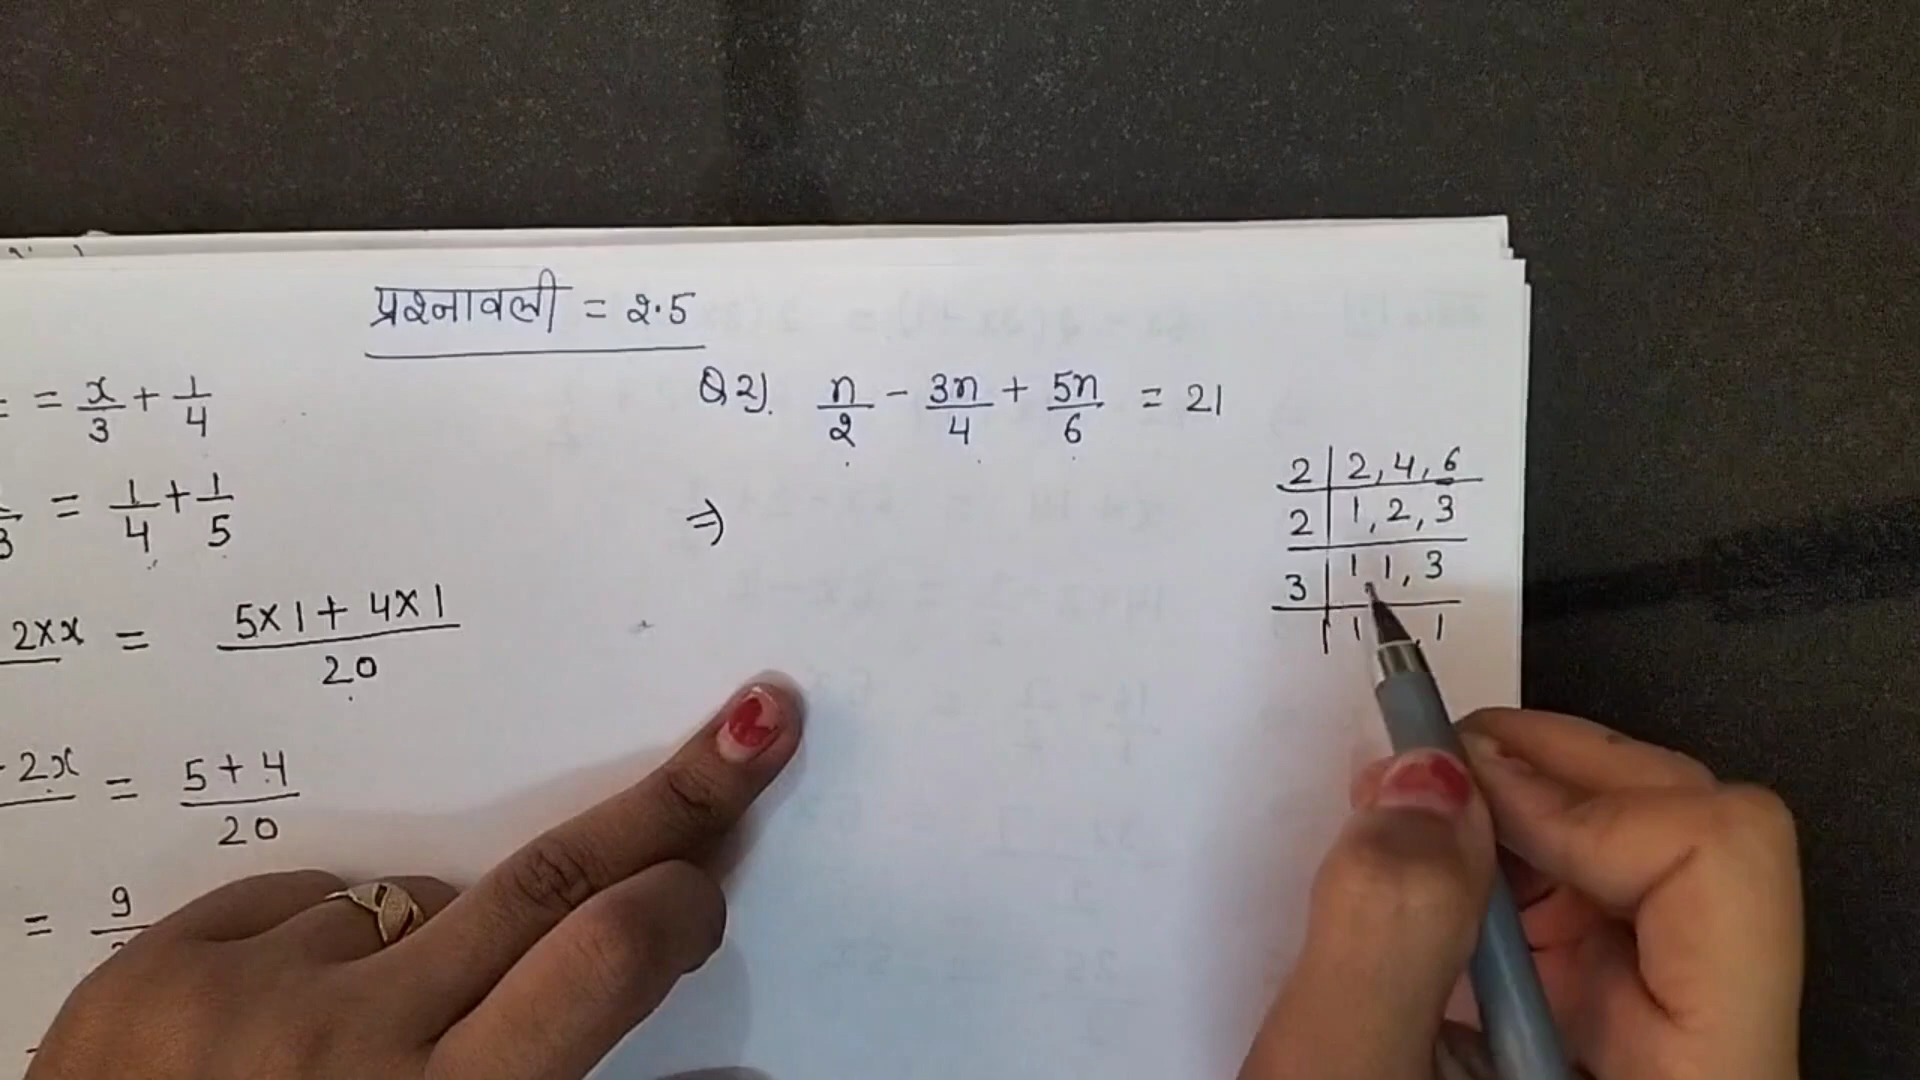 प्रश्नावली = 2.5
= x/3 + 1/4
= 1/4 + 1/5
2×x = 5×1 + 4×1 / 20
2x = 5 + 4 / 20
= 9
Q2). n/2 - 3n/4 + 5n/6 = 21
⇒
2 | 2, 4, 6
2 | 1, 2, 3
3 | 1 1, 3
| 1 , 1